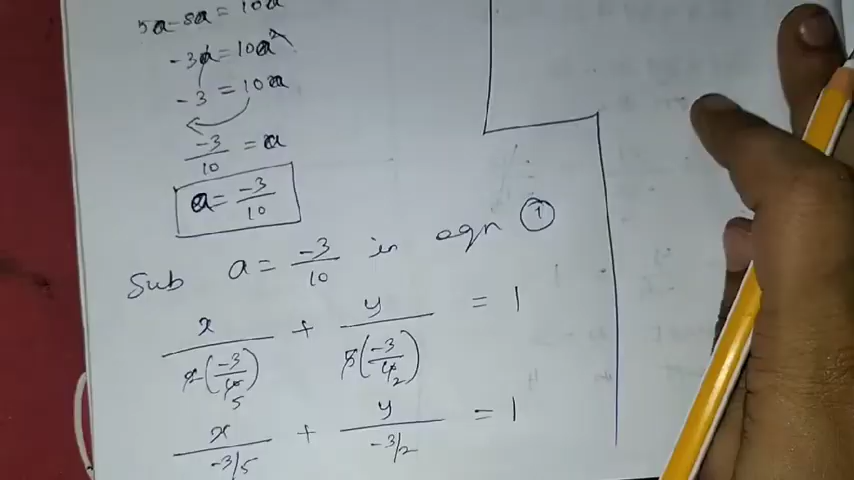 5a-8a = 10a
-3a = 10a²
-3 = 10a
-3/10 = a
a = -3/10
Sub a = -3/10 in eqn ①
x/2(-3/10) + y/5(-3/10) = 1
x/-3/5 + y/-3/2 = 1